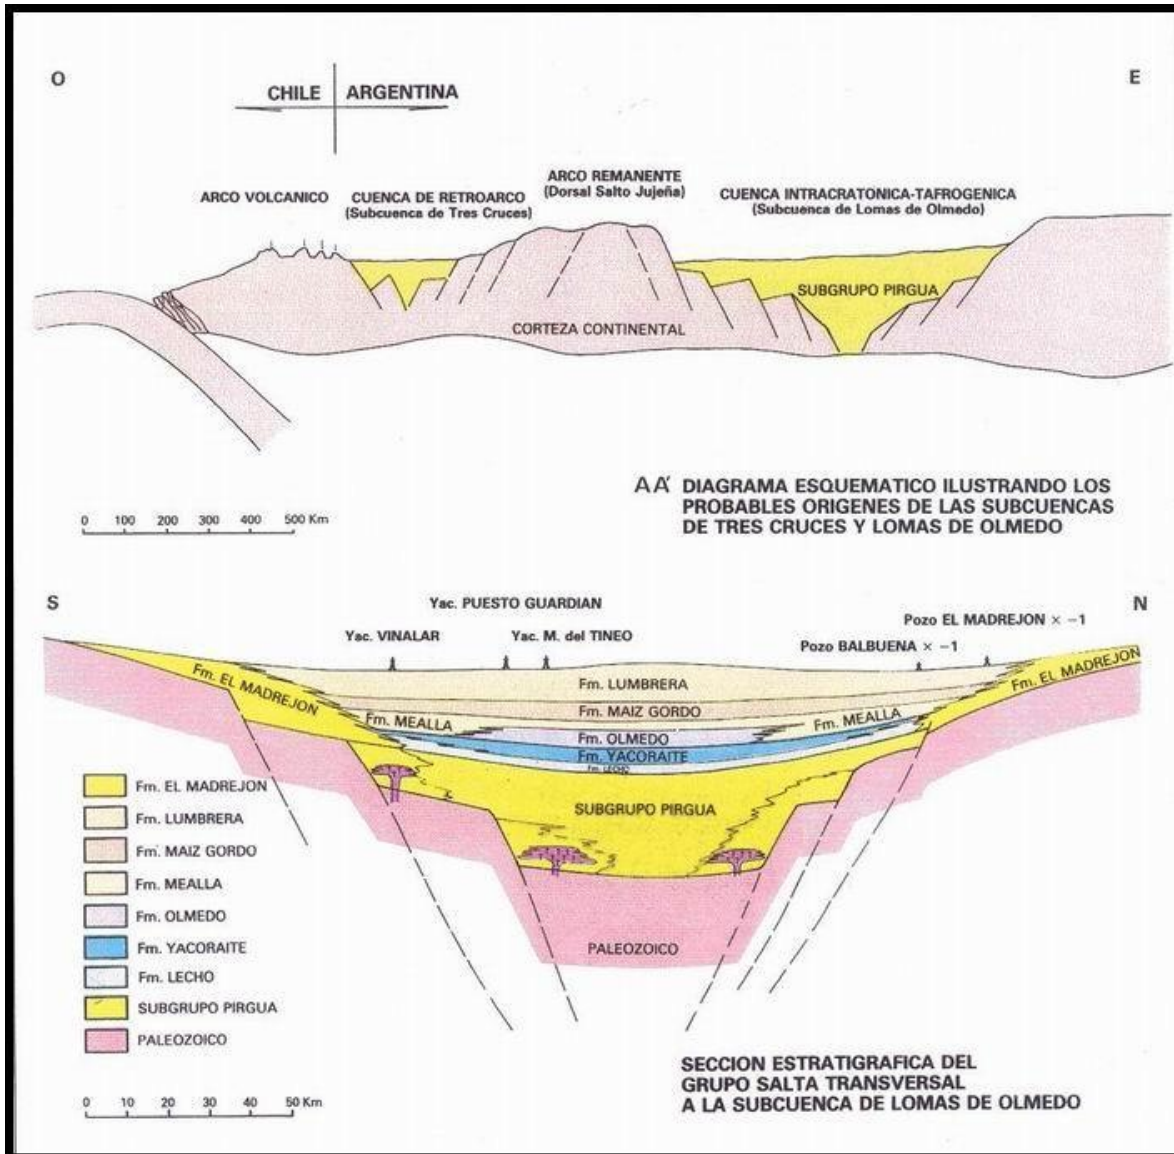 O
E
CHILE
ARGENTINA
ARCO VOLCANICO
CUENCA DE RETROARCO
(Subcuenca de Tres Cruces)
ARCO REMANENTE
(Dorsal Salto Jujeña)
CUENCA INTRACRATONICA-TAFROGENICA
(Subcuenca de Lomas de Olmedo)
SUBGRUPO PIRGUA
CORTEZA CONTINENTAL
AA' DIAGRAMA ESQUEMATICO ILUSTRANDO LOS
PROBABLES ORIGENES DE LAS SUBCUENCAS
DE TRES CRUCES Y LOMAS DE OLMEDO
0 100 200 300 400 500 Km
S
N
Yac. PUESTO GUARDIAN
Yac. VINALAR
Yac. M. del TINEO
Pozo EL MADREJON × -1
Pozo BALBUENA × -1
Fm. EL MADREJON
Fm. EL MADREJON
Fm. LUMBRERA
Fm. MAIZ GORDO
Fm. MEALLA
Fm. MEALLA
Fm. OLMEDO
Fm. YACORAITE
Fm. LECHO
SUBGRUPO PIRGUA
PALEOZOICO
Fm. EL MADREJON
Fm. LUMBRERA
Fm. MAIZ GORDO
Fm. MEALLA
Fm. OLMEDO
Fm. YACORAITE
Fm. LECHO
SUBGRUPO PIRGUA
PALEOZOICO
0 10 20 30 40 50 Km
SECCION ESTRATIGRAFICA DEL
GRUPO SALTA TRANSVERSAL
A LA SUBCUENCA DE LOMAS DE OLMEDO